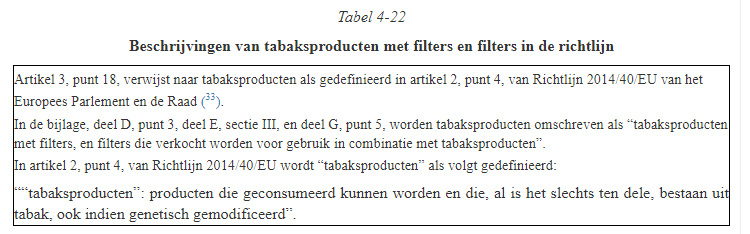 Tabel 4-22
Beschrijvingen van tabaksproducten met filters en filters in de richtlijn
Artikel 3, punt 18, verwijst naar tabaksproducten als gedefinieerd in artikel 2, punt 4, van Richtlijn 2014/40/EU van het
Europees Parlement en de Raad (33).
In de bijlage, deel D, punt 3, deel E, sectie III, en deel G, punt 5, worden tabaksproducten omschreven als “tabaksproducten
met filters, en filters die verkocht worden voor gebruik in combinatie met tabaksproducten”.
In artikel 2, punt 4, van Richtlijn 2014/40/EU wordt “tabaksproducten” als volgt gedefinieerd:
““tabaksproducten”: producten die geconsumeerd kunnen worden en die, al is het slechts ten dele, bestaan uit
tabak, ook indien genetisch gemodificeerd”.